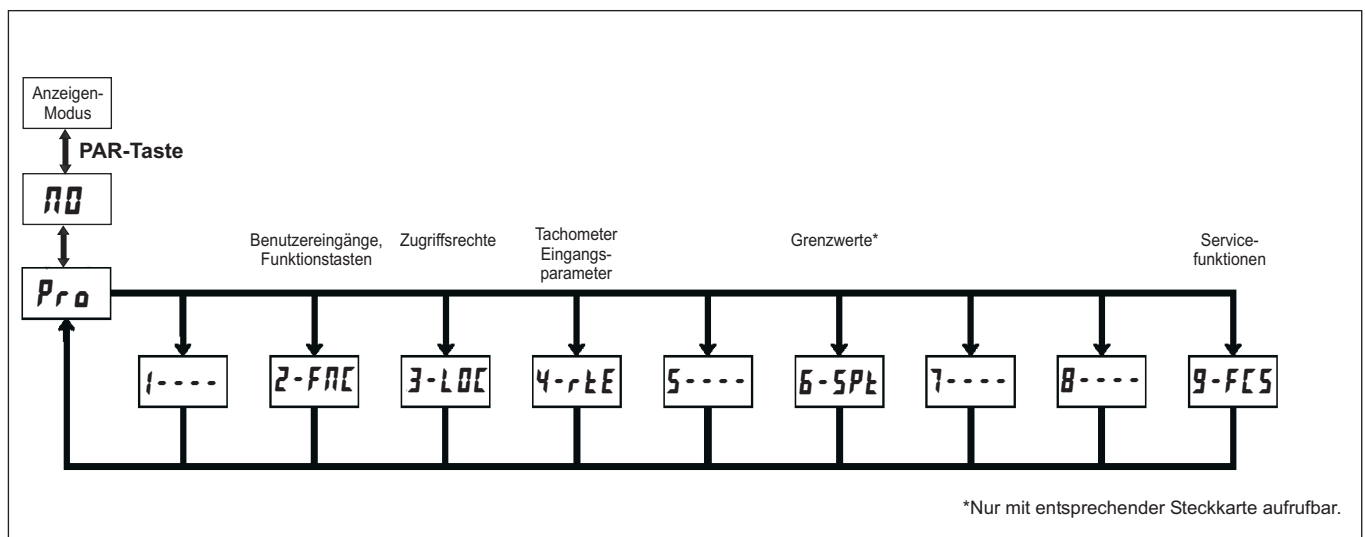 Anzeigen-
Modus
PAR-Taste
NO
Pro
Benutzereingänge,
Funktionstasten
Zugriffsrechte
Tachometer
Eingangs-
parameter
Grenzwerte*
Service-
funktionen
1----
2-FNC
3-LOC
4-rtE
5----
6-SPt
7----
8----
9-FCS
*Nur mit entsprechender Steckkarte aufrufbar.